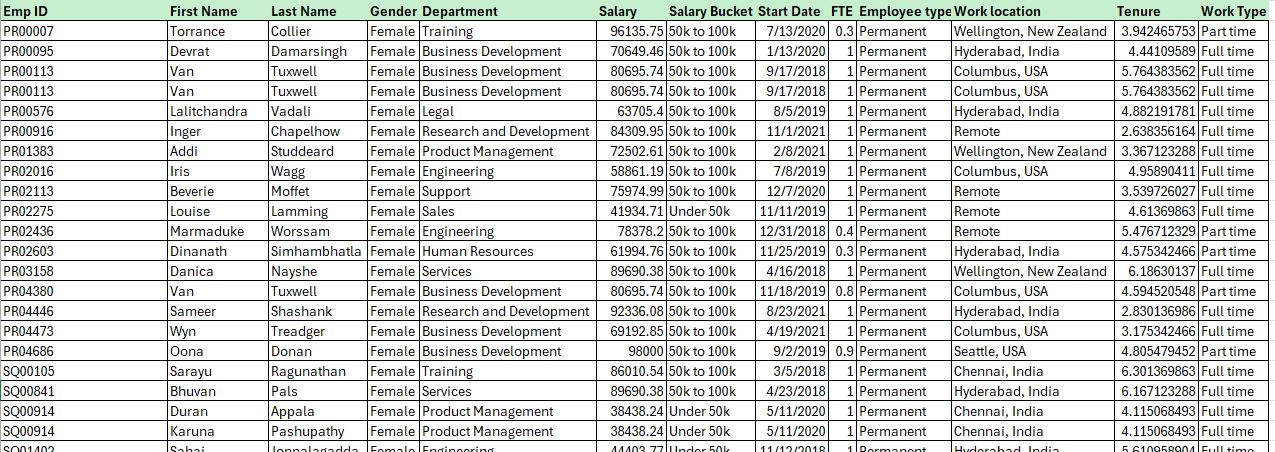 Emp ID First Name Last Name Gender Department Salary Salary Bucket Start Date FTE Employee type Work location Tenure Work Type
PR00007 Torrance Collier Female Training 96135.75 50k to 100k 7/13/2020 0.3 Permanent Wellington, New Zealand 3.942465753 Part time
PR00095 Devrat Damarsingh Female Business Development 70649.46 50k to 100k 1/13/2020 1 Permanent Hyderabad, India 4.44109589 Full time
PR00113 Van Tuxwell Female Business Development 80695.74 50k to 100k 9/17/2018 1 Permanent Columbus, USA 5.764383562 Full time
PR00113 Van Tuxwell Female Business Development 80695.74 50k to 100k 9/17/2018 1 Permanent Columbus, USA 5.764383562 Full time
PR00576 Lalitchandra Vadali Female Legal 63705.4 50k to 100k 8/5/2019 1 Permanent Hyderabad, India 4.882191781 Full time
PR00916 Inger Chapelhow Female Research and Development 84309.95 50k to 100k 11/1/2021 1 Permanent Remote 2.638356164 Full time
PR01383 Addi Studdeard Female Product Management 72502.61 50k to 100k 2/8/2021 1 Permanent Wellington, New Zealand 3.367123288 Full time
PR02016 Iris Wagg Female Engineering 58861.19 50k to 100k 7/8/2019 1 Permanent Columbus, USA 4.95890411 Full time
PR02113 Beverie Moffet Female Support 75974.99 50k to 100k 12/7/2020 1 Permanent Remote 3.539726027 Full time
PR02275 Louise Lamming Female Sales 41934.71 Under 50k 11/11/2019 1 Permanent Remote 4.61369863 Full time
PR02436 Marmaduke Worssam Female Engineering 78378.2 50k to 100k 12/31/2018 0.4 Permanent Remote 5.476712329 Part time
PR02603 Dinanath Simhambhatla Female Human Resources 61994.76 50k to 100k 11/25/2019 0.3 Permanent Hyderabad, India 4.575342466 Part time
PR03158 Danica Nayshe Female Services 89690.38 50k to 100k 4/16/2018 1 Permanent Wellington, New Zealand 6.18630137 Full time
PR04380 Van Tuxwell Female Business Development 80695.74 50k to 100k 11/18/2019 0.8 Permanent Columbus, USA 4.594520548 Part time
PR04446 Sameer Shashank Female Research and Development 92336.08 50k to 100k 8/23/2021 1 Permanent Hyderabad, India 2.830136986 Full time
PR04473 Wyn Treadger Female Business Development 69192.85 50k to 100k 4/19/2021 1 Permanent Columbus, USA 3.175342466 Full time
PR04686 Oona Donan Female Business Development 98000 50k to 100k 9/2/2019 0.9 Permanent Seattle, USA 4.805479452 Part time
SQ00105 Sarayu Ragunathan Female Training 86010.54 50k to 100k 3/5/2018 1 Permanent Chennai, India 6.301369863 Full time
SQ00841 Bhuvan Pals Female Services 89690.38 50k to 100k 4/23/2018 1 Permanent Hyderabad, India 6.167123288 Full time
SQ00914 Duran Appala Female Product Management 38438.24 Under 50k 5/11/2020 1 Permanent Chennai, India 4.115068493 Full time
SQ00914 Karuna Pashupathy Female Product Management 38438.24 Under 50k 5/11/2020 1 Permanent Chennai, India 4.115068493 Full time